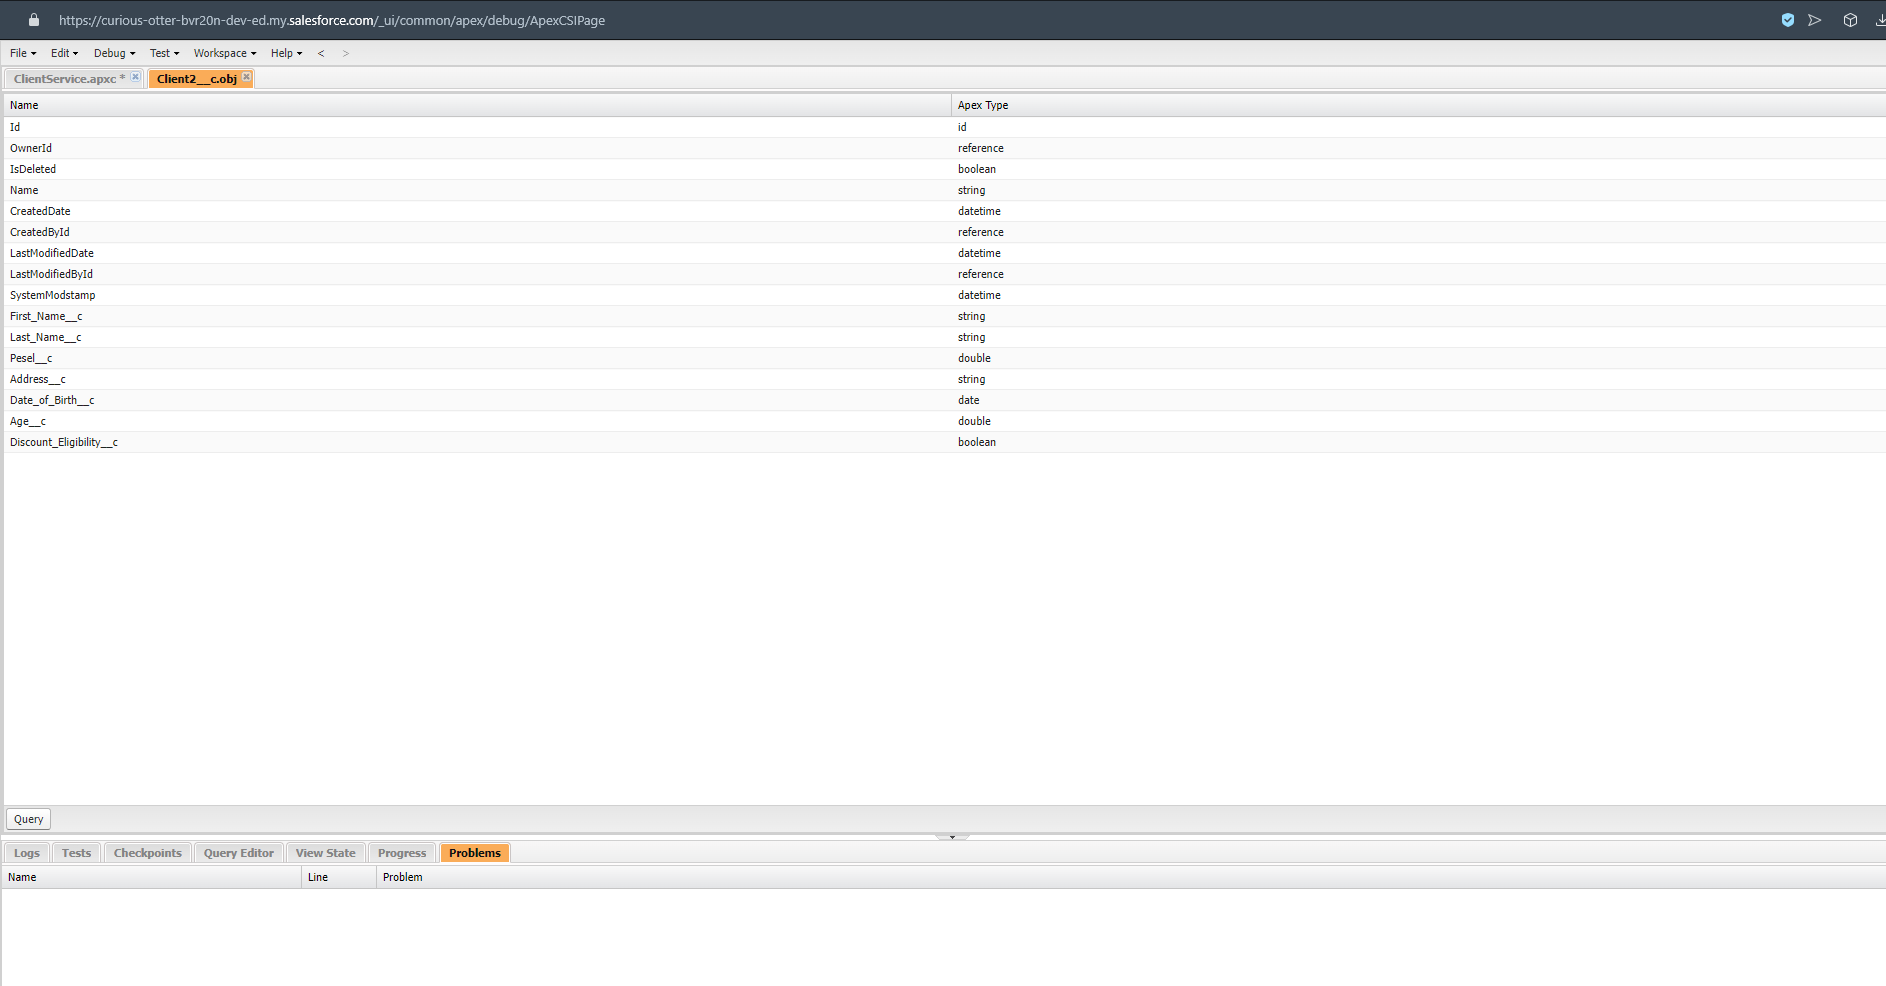 https://curious-otter-bvr20n-dev-ed.my.salesforce.com/_ui/common/apex/debug/ApexCSIPage
File Edit Debug Test Workspace Help < >
ClientService.apxc * Client2__c.obj
Name Apex Type
Id id
OwnerId reference
IsDeleted boolean
Name string
CreatedDate datetime
CreatedById reference
LastModifiedDate datetime
LastModifiedById reference
SystemModstamp datetime
First_Name__c string
Last_Name__c string
Pesel__c double
Address__c string
Date_of_Birth__c date
Age__c double
Discount_Eligibility__c boolean
Query
Logs Tests Checkpoints Query Editor View State Progress Problems
Name Line Problem